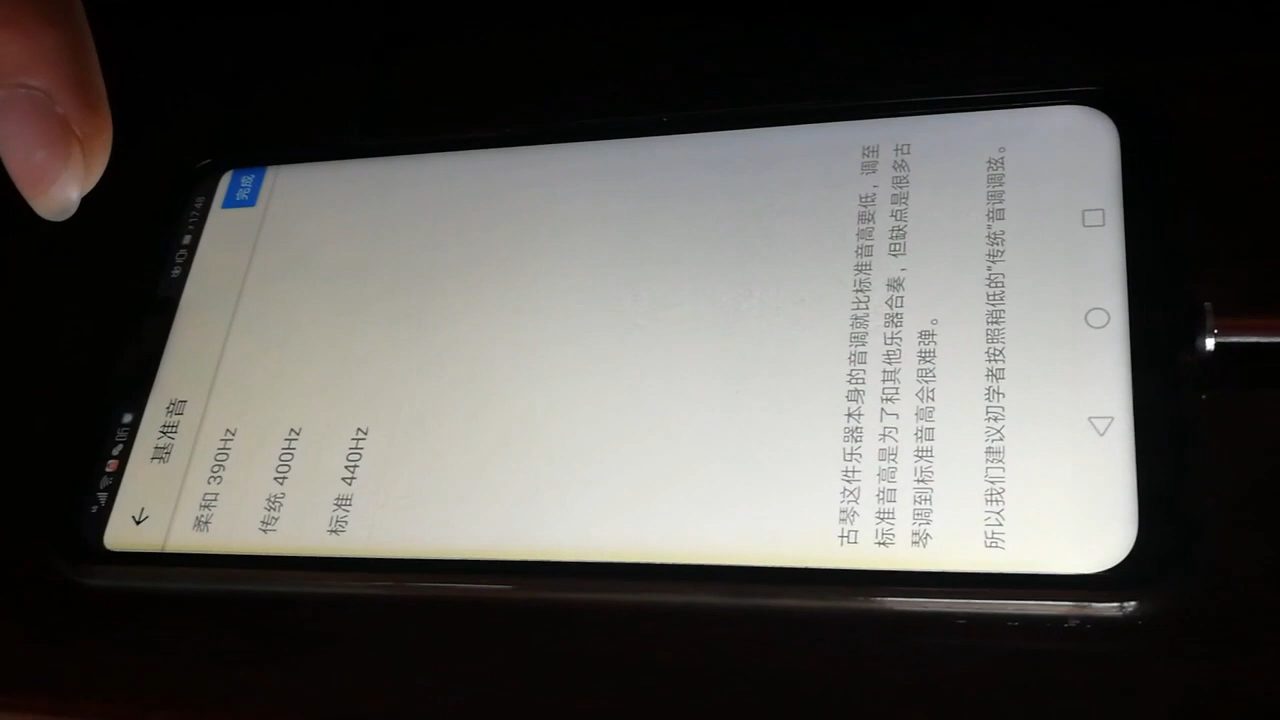 17:48
基准音
完成
柔和 390Hz
传统 400Hz
标准 440Hz
古琴这件乐器本身的音调就比标准音高要低，调至
标准音高是为了和其他乐器合奏，但缺点是很多古
琴调到标准音高会很难弹。
所以我们建议初学者按照稍低的"传统"音调调弦。